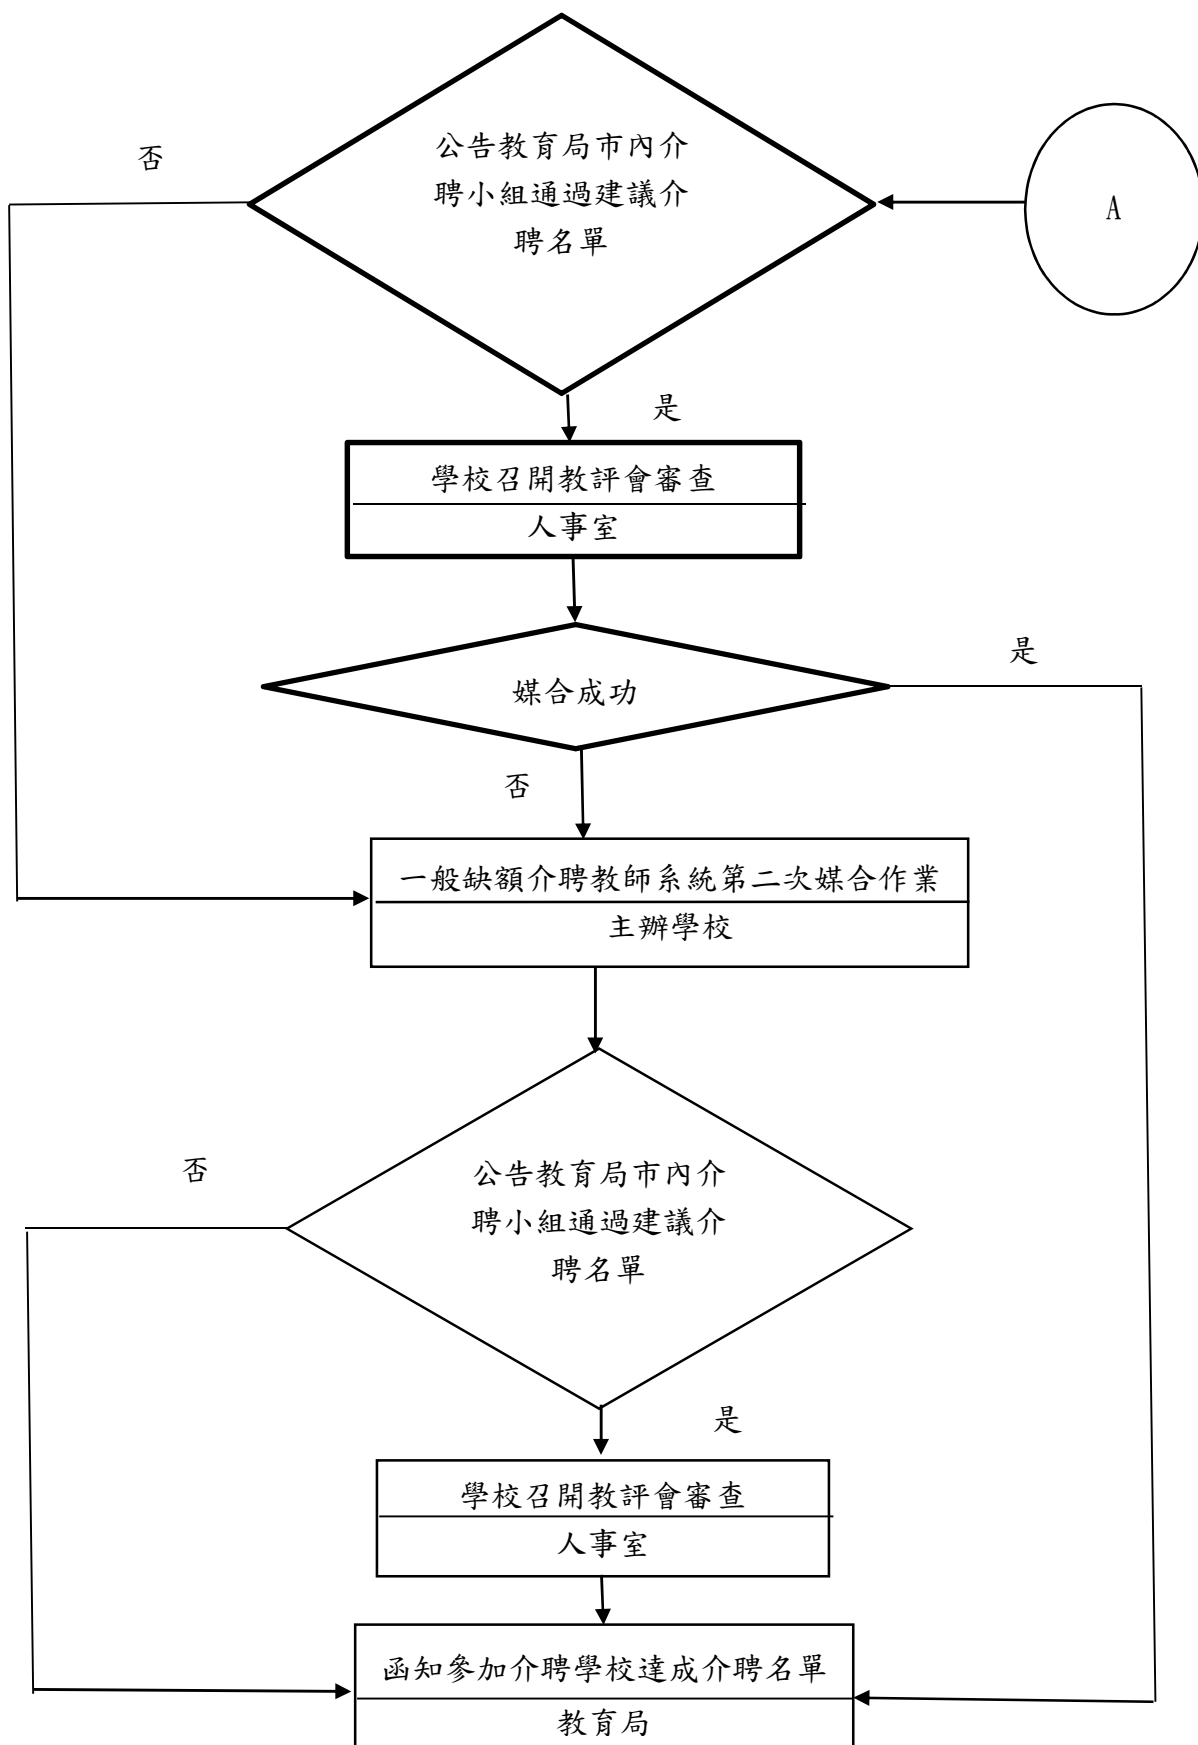 公告教育局市內介
聘小組通過建議介
聘名單
否
A
是
學校召開教評會審查
人事室
是
媒合成功
否
一般缺額介聘教師系統第二次媒合作業
主辦學校
公告教育局市內介
聘小組通過建議介
聘名單
否
是
學校召開教評會審查
人事室
函知參加介聘學校達成介聘名單
教育局